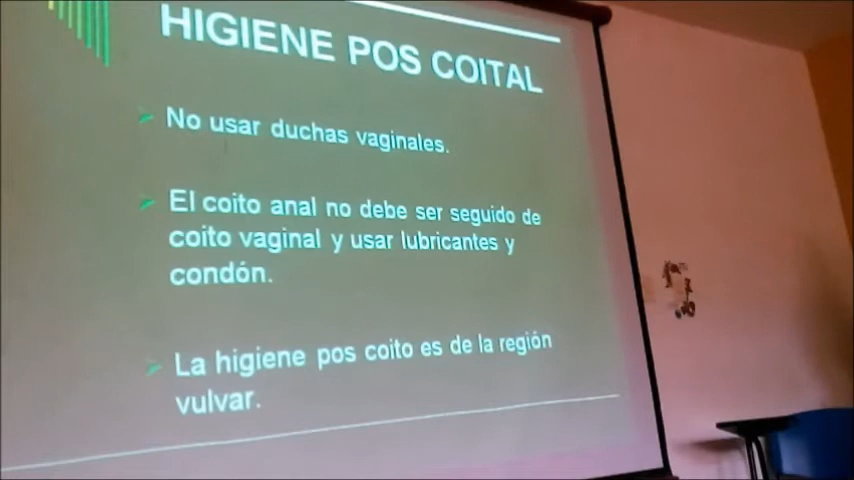 HIGIENE POS COITAL
No usar duchas vaginales.
El coito anal no debe ser seguido de
coito vaginal y usar lubricantes y
condón.
La higiene pos coito es de la región
vulvar.